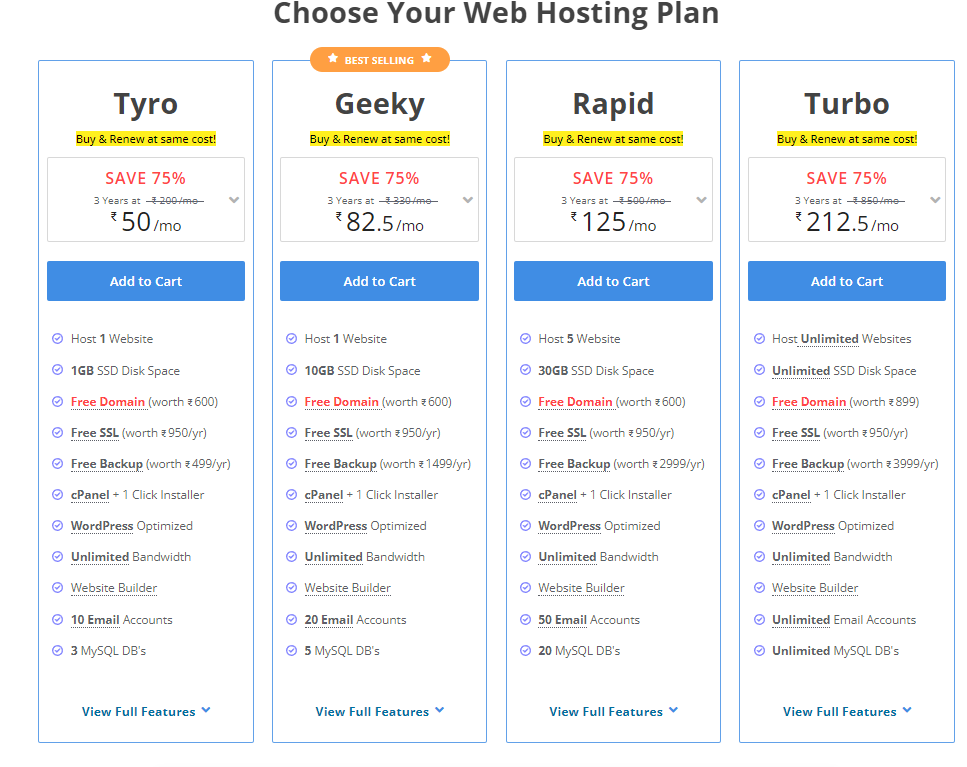 Choose Your Web Hosting Plan
BEST SELLING
Tyro
Buy & Renew at same cost!
SAVE 75%
3 Years at ₹ 200/mo
₹ 50/mo
Add to Cart
Host 1 Website
1GB SSD Disk Space
Free Domain (worth ₹600)
Free SSL (worth ₹950/yr)
Free Backup (worth ₹499/yr)
cPanel + 1 Click Installer
WordPress Optimized
Unlimited Bandwidth
Website Builder
10 Email Accounts
3 MySQL DB's
View Full Features
Geeky
Buy & Renew at same cost!
SAVE 75%
3 Years at ₹ 330/mo
₹ 82.5/mo
Add to Cart
Host 1 Website
10GB SSD Disk Space
Free Domain (worth ₹600)
Free SSL (worth ₹950/yr)
Free Backup (worth ₹1499/yr)
cPanel + 1 Click Installer
WordPress Optimized
Unlimited Bandwidth
Website Builder
20 Email Accounts
5 MySQL DB's
View Full Features
Rapid
Buy & Renew at same cost!
SAVE 75%
3 Years at ₹ 500/mo
₹ 125/mo
Add to Cart
Host 5 Website
30GB SSD Disk Space
Free Domain (worth ₹600)
Free SSL (worth ₹950/yr)
Free Backup (worth ₹2999/yr)
cPanel + 1 Click Installer
WordPress Optimized
Unlimited Bandwidth
Website Builder
50 Email Accounts
20 MySQL DB's
View Full Features
Turbo
Buy & Renew at same cost!
SAVE 75%
3 Years at ₹ 850/mo
₹ 212.5/mo
Add to Cart
Host Unlimited Websites
Unlimited SSD Disk Space
Free Domain (worth ₹899)
Free SSL (worth ₹950/yr)
Free Backup (worth ₹3999/yr)
cPanel + 1 Click Installer
WordPress Optimized
Unlimited Bandwidth
Website Builder
Unlimited Email Accounts
Unlimited MySQL DB's
View Full Features